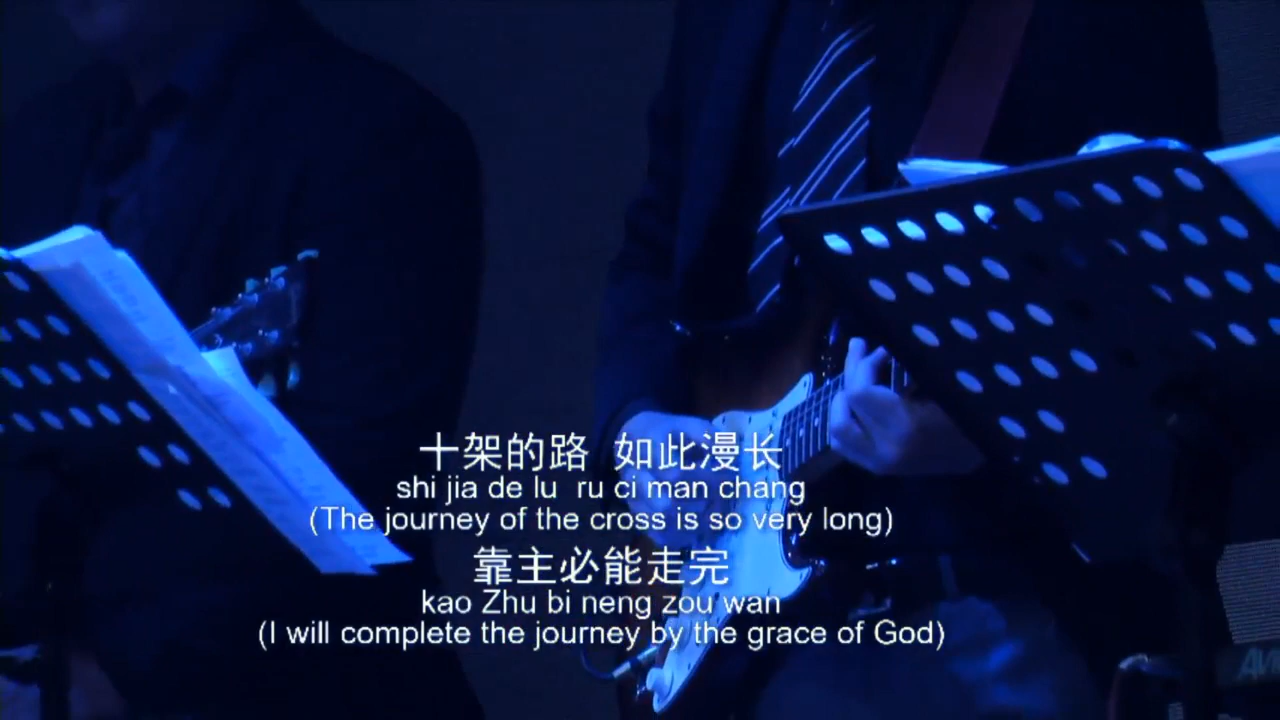 十架的路 如此漫长
shi jia de lu ru ci man chang
(The journey of the cross is so very long)
靠主必能走完
kao Zhu bi neng zou wan
(I will complete the journey by the grace of God)